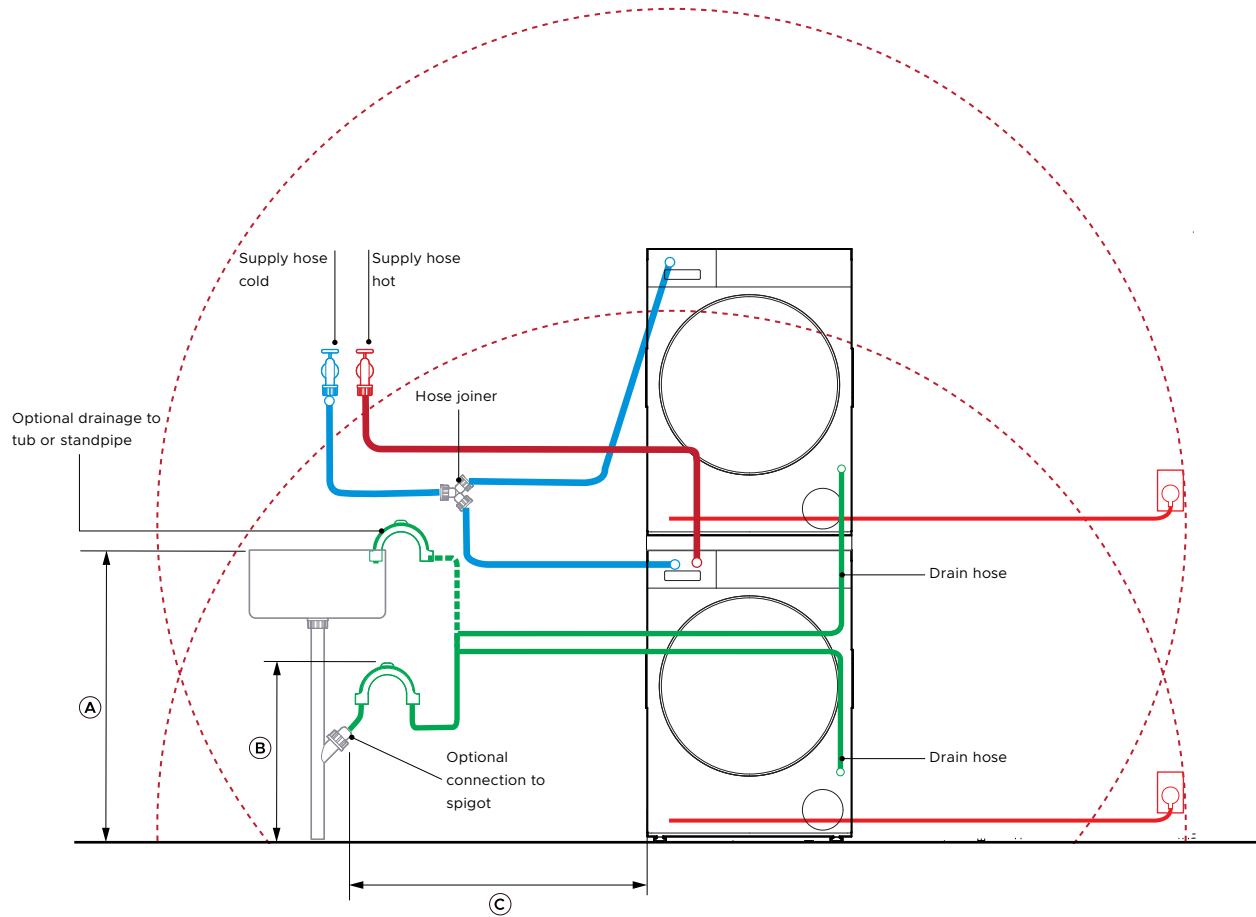 Supply hose
cold
Supply hose
hot
Hose joiner
Optional drainage to
tub or standpipe
Drain hose
A
B
Optional
connection to
spigot
Drain hose
C